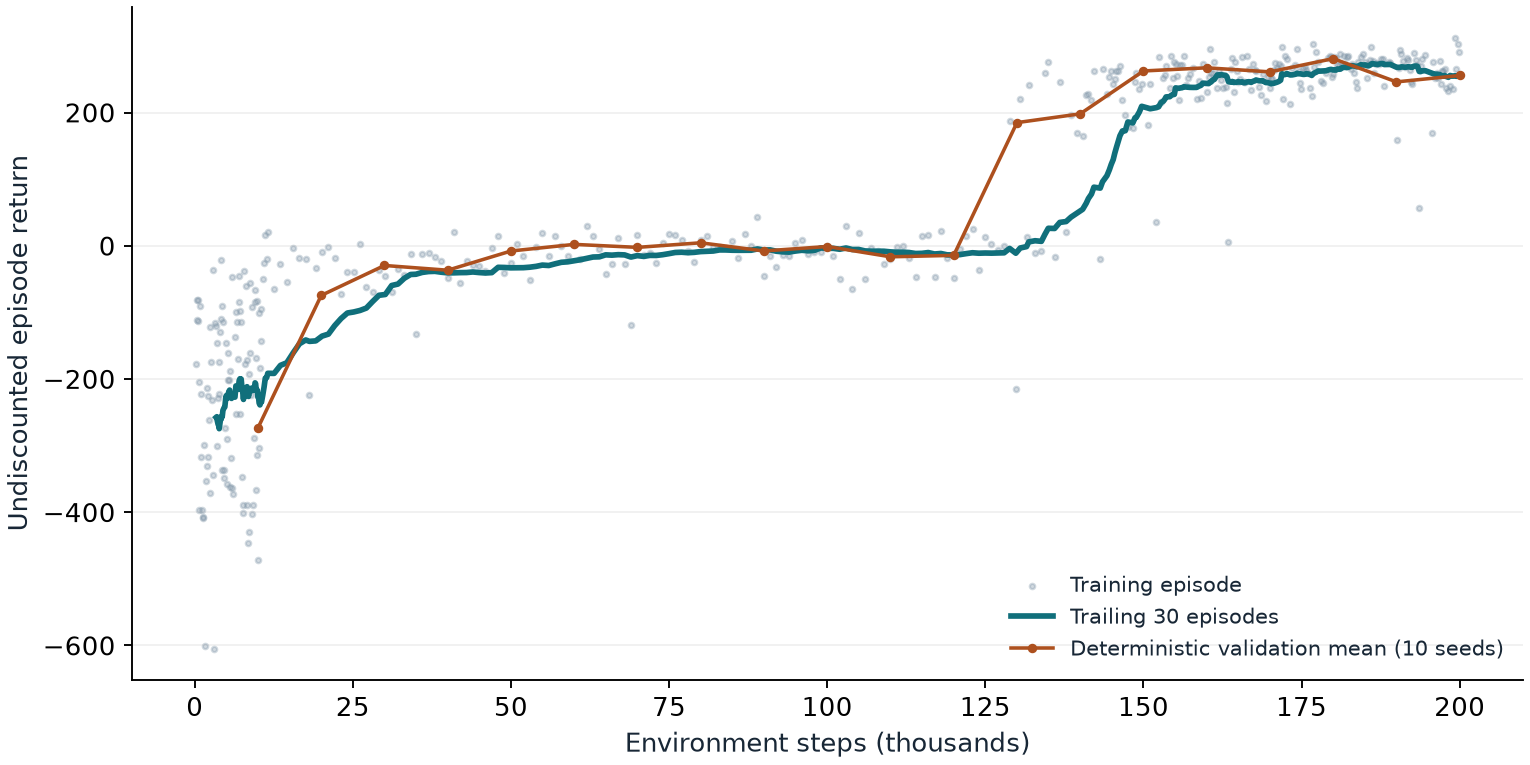 Undiscounted episode return
200
0
−200
−400
−600
Training episode
Trailing 30 episodes
Deterministic validation mean (10 seeds)
0 25 50 75 100 125 150 175 200
Environment steps (thousands)